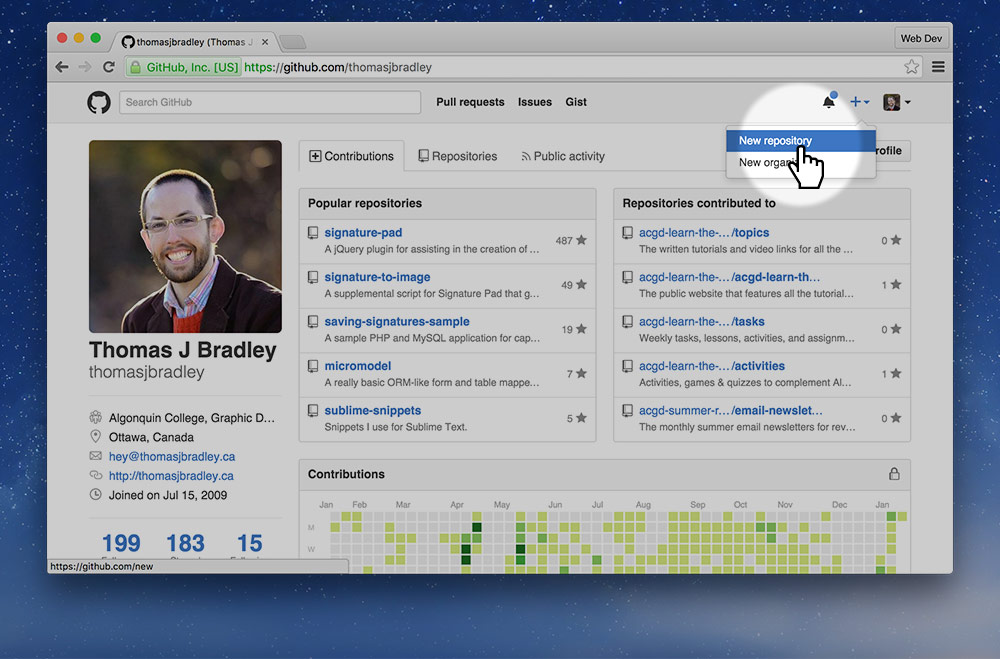 thomasjbradley (Thomas J
Web Dev
GitHub, Inc. [US] https://github.com/thomasjbradley
Search GitHub
Pull requests Issues Gist
New repository
New organi
rofile
Contributions Repositories Public activity
Popular repositories
signature-pad
A jQuery plugin for assisting in the creation of ...
487
signature-to-image
A supplemental script for Signature Pad that g...
49
saving-signatures-sample
A sample PHP and MySQL application for cap...
19
micromodel
A really basic ORM-like form and table mappe...
7
sublime-snippets
Snippets I use for Sublime Text.
5
Repositories contributed to
acgd-learn-the-... /topics
The written tutorials and video links for all the ...
0
acgd-learn-the-... /acgd-learn-th...
The public website that features all the tutorial...
1
acgd-learn-the-... /tasks
Weekly tasks, lessons, activities, and assignm...
0
acgd-learn-the-... /activities
Activities, games & quizzes to complement Al...
1
acgd-summer-r... /email-newslet...
The monthly summer email newsletters for rev...
0
Thomas J Bradley
thomasjbradley
Algonquin College, Graphic D...
Ottawa, Canada
hey@thomasjbradley.ca
http://thomasjbradley.ca
Joined on Jul 15, 2009
199 183 15
Contributions
Jan Feb Mar Apr May Jun Jul Aug Sep Oct Nov Dec Jan
M
W
https://github.com/new